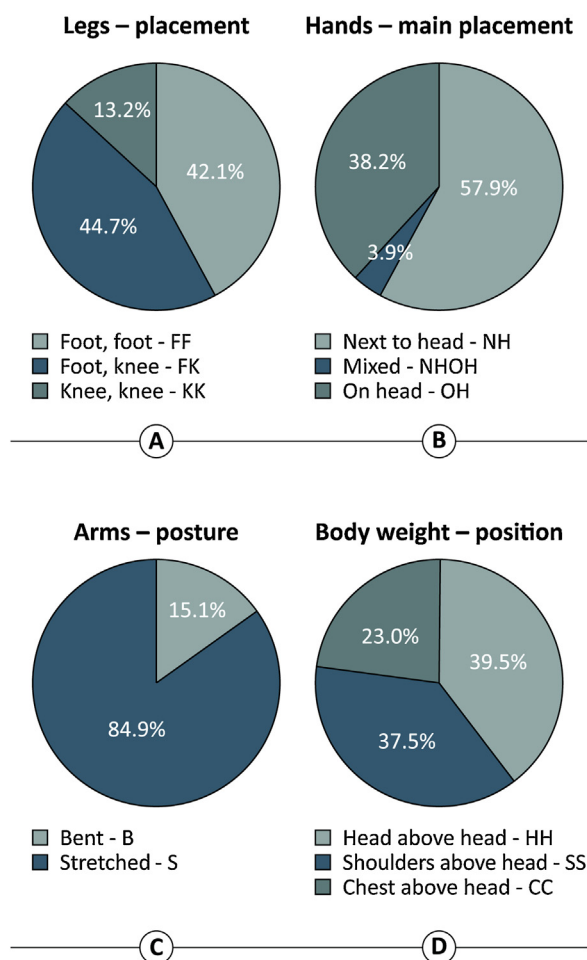 Legs – placement
Hands – main placement
13.2%
42.1%
44.7%
38.2%
57.9%
3.9%
Foot, foot - FF
Foot, knee - FK
Knee, knee - KK
Next to head - NH
Mixed - NHOH
On head - OH
A
B
Arms – posture
Body weight – position
15.1%
84.9%
23.0%
39.5%
37.5%
Bent - B
Stretched - S
Head above head - HH
Shoulders above head - SS
Chest above head - CC
C
D